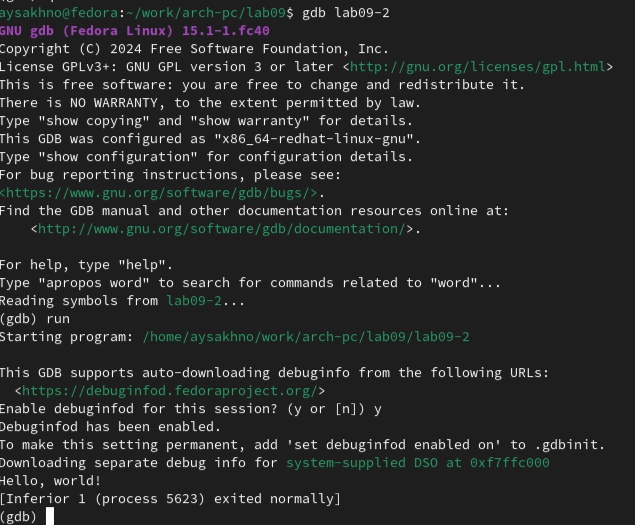 aysakhno@fedora:~/work/arch-pc/lab09$ gdb lab09-2
GNU gdb (Fedora Linux) 15.1-1.fc40
Copyright (C) 2024 Free Software Foundation, Inc.
License GPLv3+: GNU GPL version 3 or later <http://gnu.org/licenses/gpl.html>
This is free software: you are free to change and redistribute it.
There is NO WARRANTY, to the extent permitted by law.
Type "show copying" and "show warranty" for details.
This GDB was configured as "x86_64-redhat-linux-gnu".
Type "show configuration" for configuration details.
For bug reporting instructions, please see:
<https://www.gnu.org/software/gdb/bugs/>.
Find the GDB manual and other documentation resources online at:
    <http://www.gnu.org/software/gdb/documentation/>.

For help, type "help".
Type "apropos word" to search for commands related to "word"...
Reading symbols from lab09-2...
(gdb) run
Starting program: /home/aysakhno/work/arch-pc/lab09/lab09-2

This GDB supports auto-downloading debuginfo from the following URLs:
  <https://debuginfod.fedoraproject.org/>
Enable debuginfod for this session? (y or [n]) y
Debuginfod has been enabled.
To make this setting permanent, add 'set debuginfod enabled on' to .gdbinit.
Downloading separate debug info for system-supplied DSO at 0xf7ffc000
Hello, world!
[Inferior 1 (process 5623) exited normally]
(gdb)